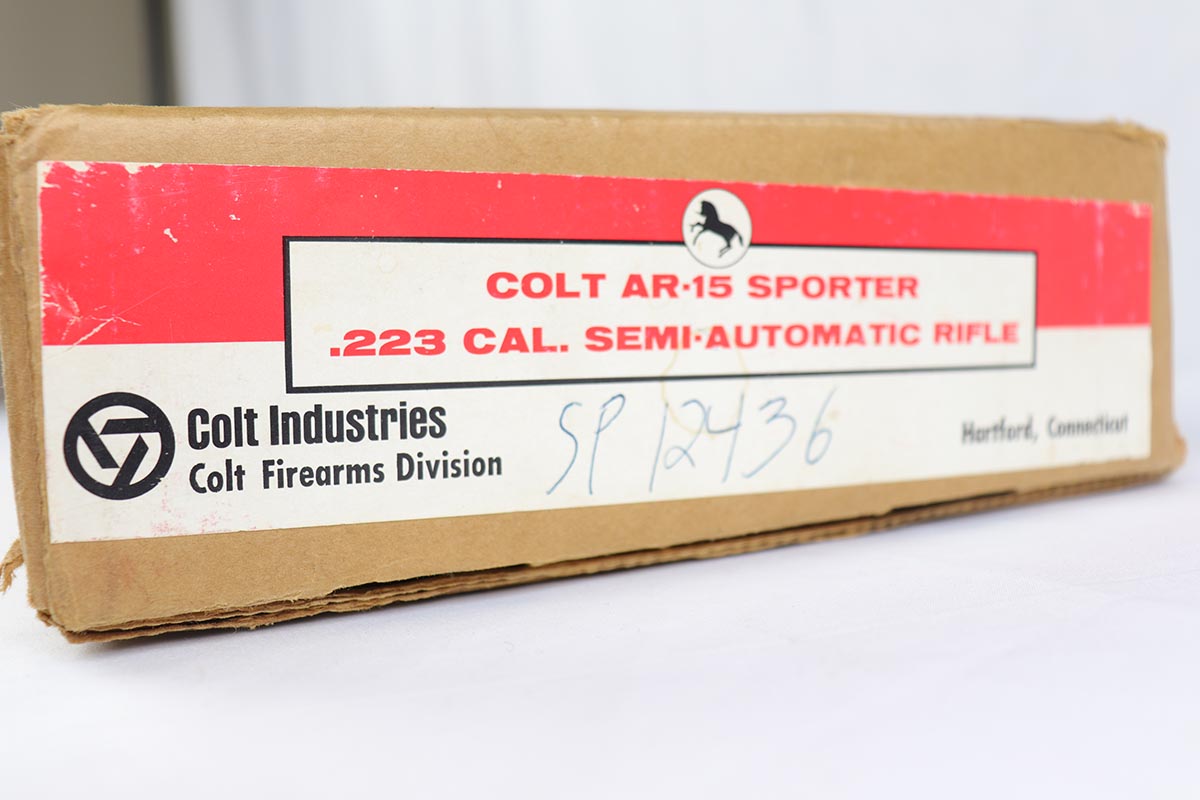 COLT AR·15 SPORTER
.223 CAL. SEMI·AUTOMATIC RIFLE
Colt Industries
Colt Firearms Division
SP 12436
Hartford, Connecticut